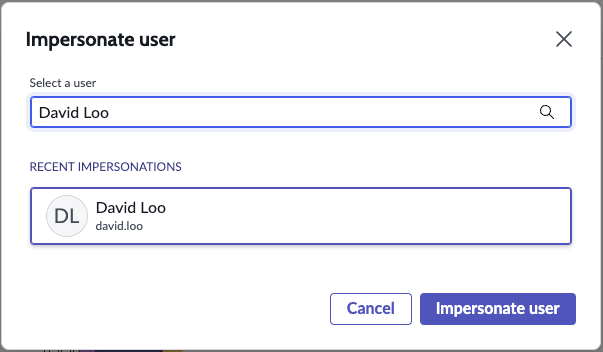 Impersonate user
Select a user
David Loo
RECENT IMPERSONATIONS
DL
David Loo
david.loo
Cancel
Impersonate user